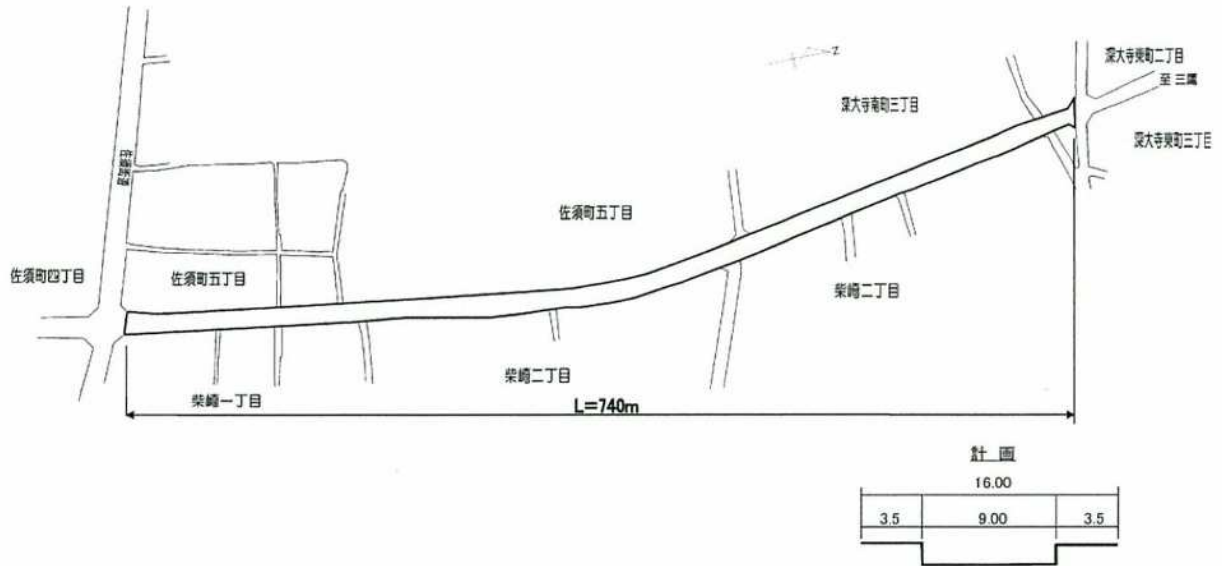 深大寺東町二丁目
至 三鷹
Z
深大寺南町三丁目
深大寺東町三丁目
佐須街道
佐須町五丁目
佐須町四丁目
佐須町五丁目
柴崎二丁目
柴崎二丁目
柴崎一丁目
L=740m
計 画
16.00
3.5 9.00 3.5